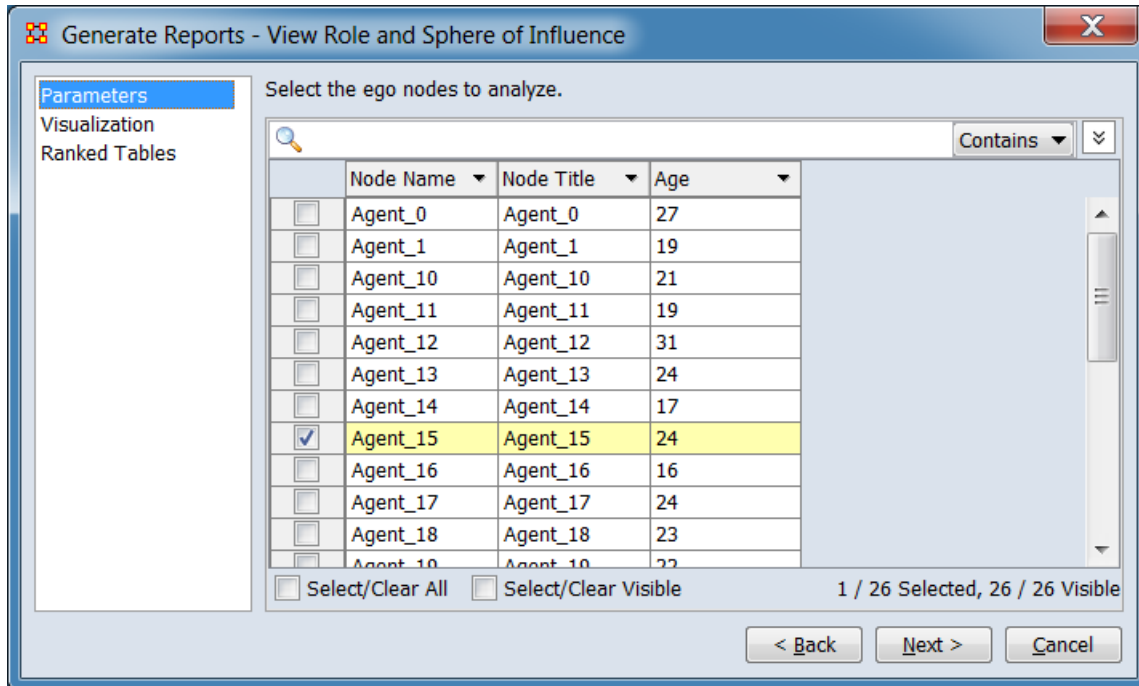 Generate Reports - View Role and Sphere of Influence
Parameters
Visualization
Ranked Tables
Select the ego nodes to analyze.
Contains
Node Name Node Title Age
Agent_0 Agent_0 27
Agent_1 Agent_1 19
Agent_10 Agent_10 21
Agent_11 Agent_11 19
Agent_12 Agent_12 31
Agent_13 Agent_13 24
Agent_14 Agent_14 17
Agent_15 Agent_15 24
Agent_16 Agent_16 16
Agent_17 Agent_17 24
Agent_18 Agent_18 23
Agent_19 Agent_19 22
Select/Clear All Select/Clear Visible 1 / 26 Selected, 26 / 26 Visible
< Back Next > Cancel